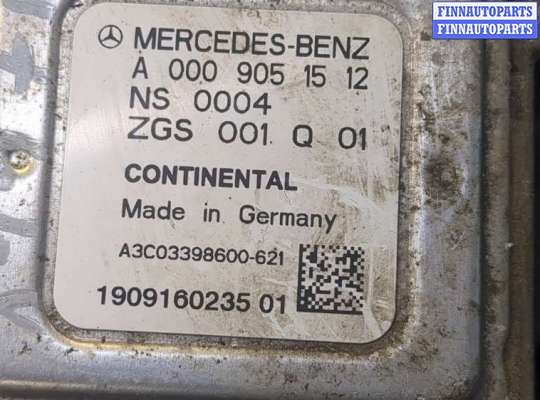 FINNAUTOPARTS
FINNAUTOPARTS
MERCEDES-BENZ
A 000 905 15 12
NS 0004
ZGS 001 Q 01
CONTINENTAL
Made in Germany
A3C03398600-621
1909160235 01